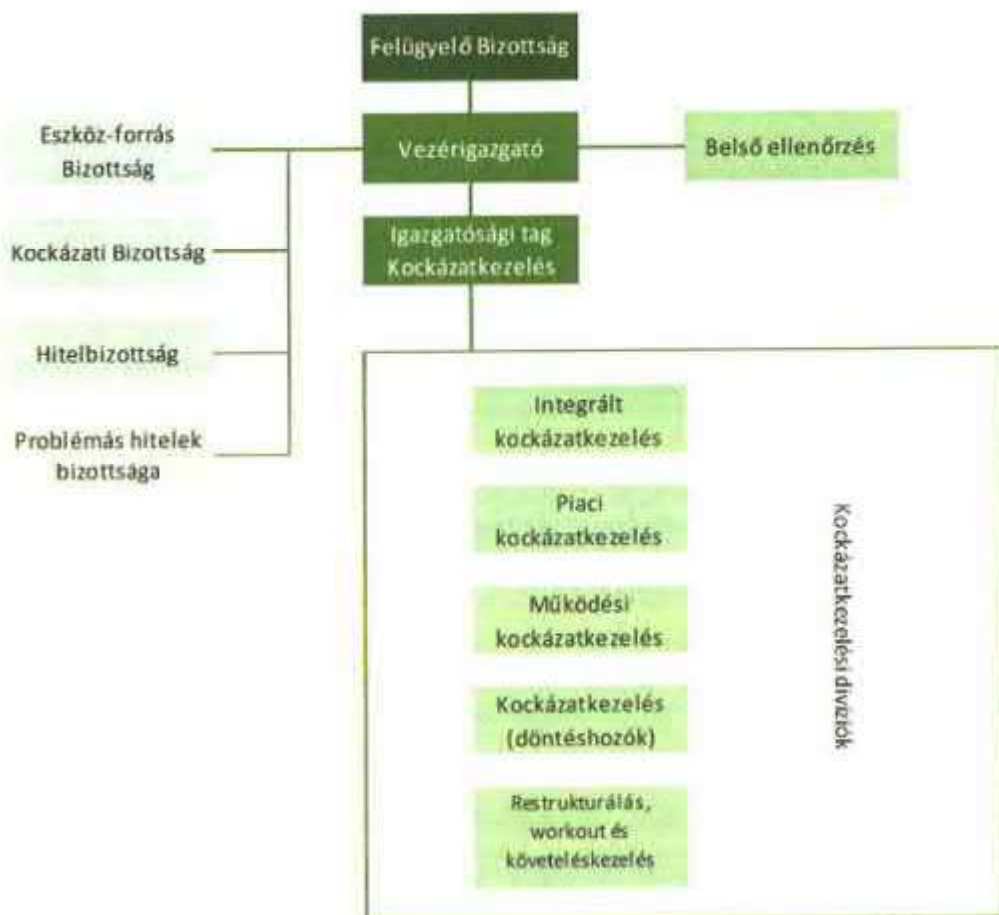 Felügyelő Bizottság
Eszköz-forrás
Bizottság
Vezérigazgató
Belső ellenőrzés
Kockázati Bizottság
Igazgatósági tag
Kockázatkezelés
Hitelbizottság
Problémás hitelek
bizottsága
Integrált
kockázatkezelés
Piaci
kockázatkezelés
Működési
kockázatkezelés
Kockázatkezelés
(döntéshozók)
Restrukturálás,
workout és
követeléskezelés
Kockázatkezelési divíziók